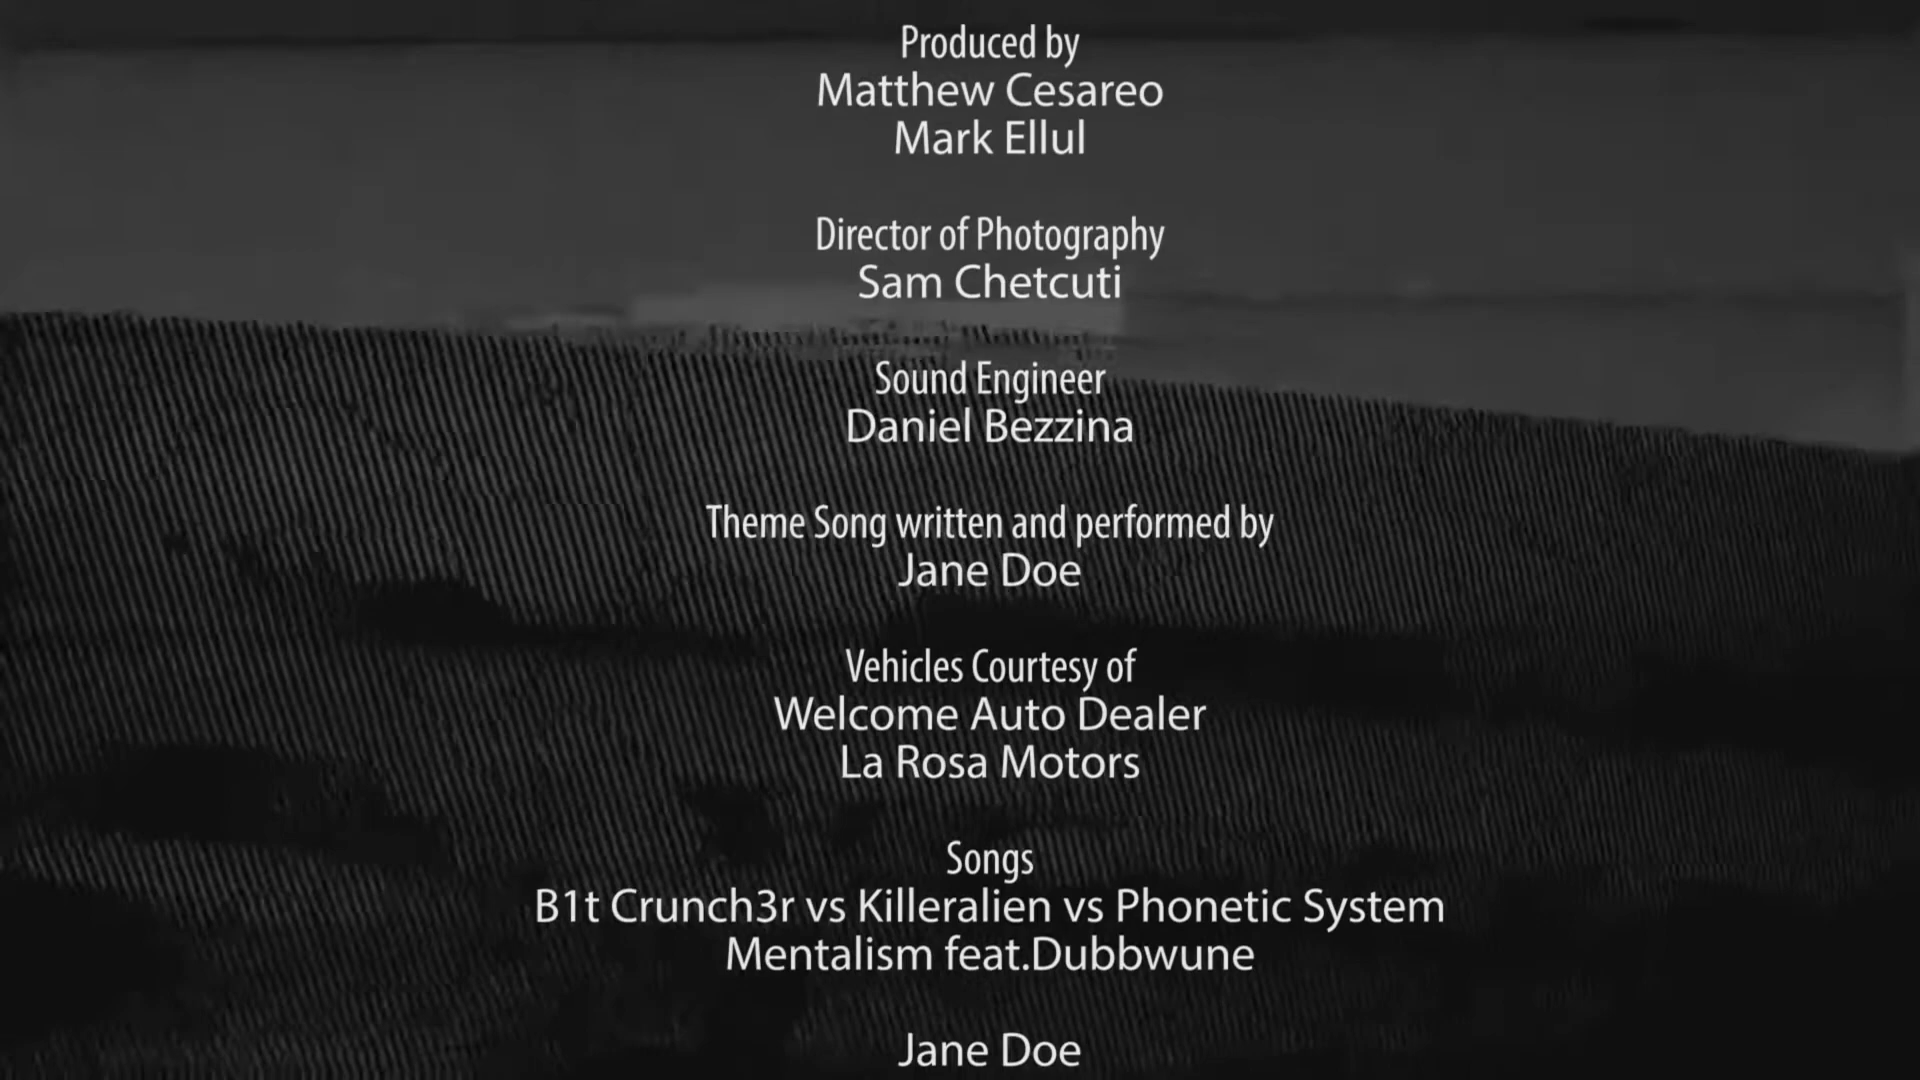 Produced by
Matthew Cesareo
Mark Ellul
Director of Photography
Sam Chetcuti
Sound Engineer
Daniel Bezzina
Theme Song written and performed by
Jane Doe
Vehicles Courtesy of
Welcome Auto Dealer
La Rosa Motors
Songs
B1t Crunch3r vs Killeralien vs Phonetic System
Mentalism feat.Dubbwune
Jane Doe